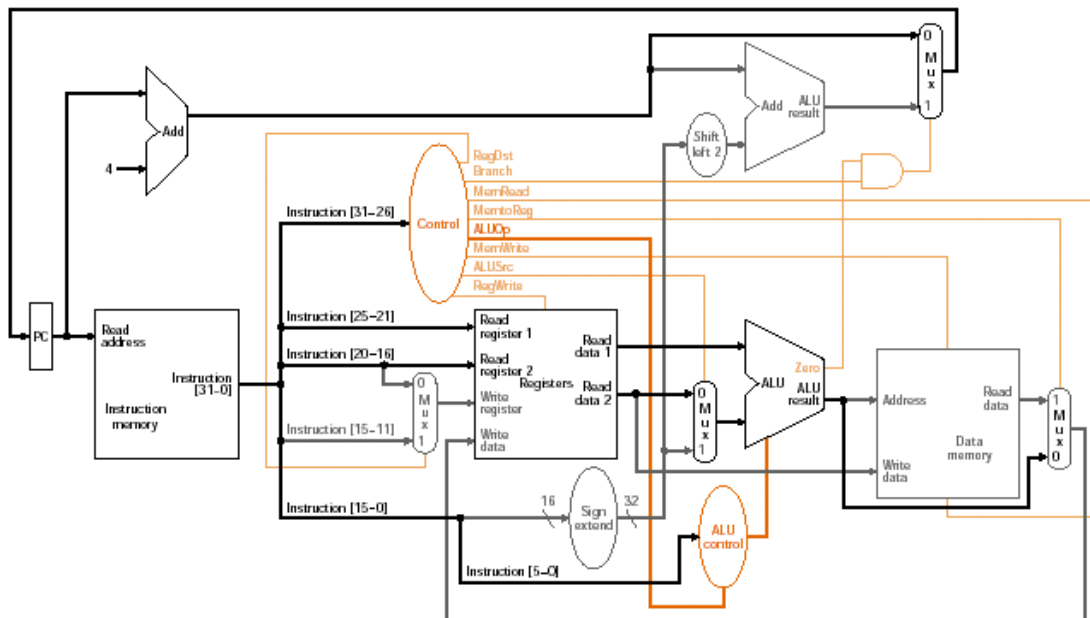 0
M
u
x
1
Add
ALU
result
Add
Shift
left 2
4
RegDst
Branch
MemRead
MemtoReg
ALUOp
MemWrite
ALUSrc
RegWrite
Control
Instruction [31–26]
Instruction [25–21]
Instruction [20–16]
Instruction [15–11]
Instruction [15–0]
Instruction [5–0]
PC
Read
address
Instruction
[31–0]
Instruction
memory
0
M
u
x
1
Read
register 1
Read
register 2
Write
register
Write
data
Registers
Read
data 1
Read
data 2
16
Sign
extend
32
0
M
u
x
1
Zero
ALU
ALU
result
ALU
control
Address
Write
data
Read
data
Data
memory
1
M
u
x
0